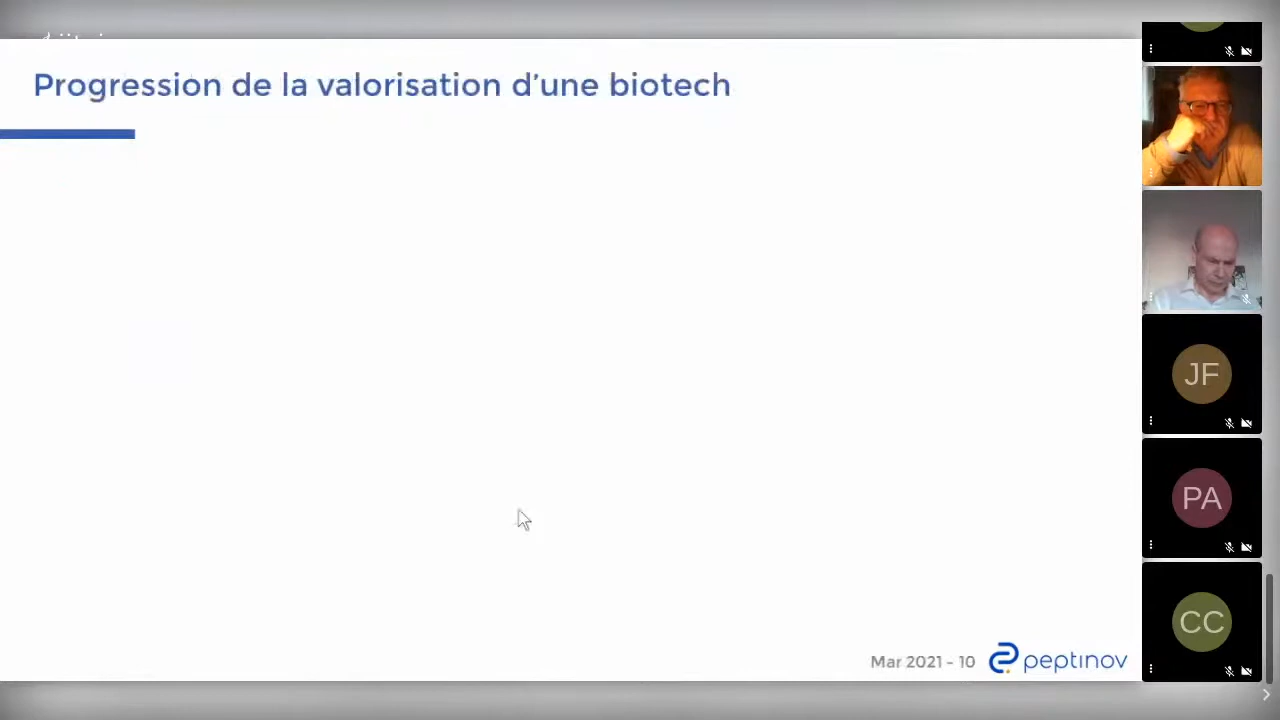 Progression de la valorisation d'une biotech
JF
PA
CC
Mar 2021 - 10
peptinov